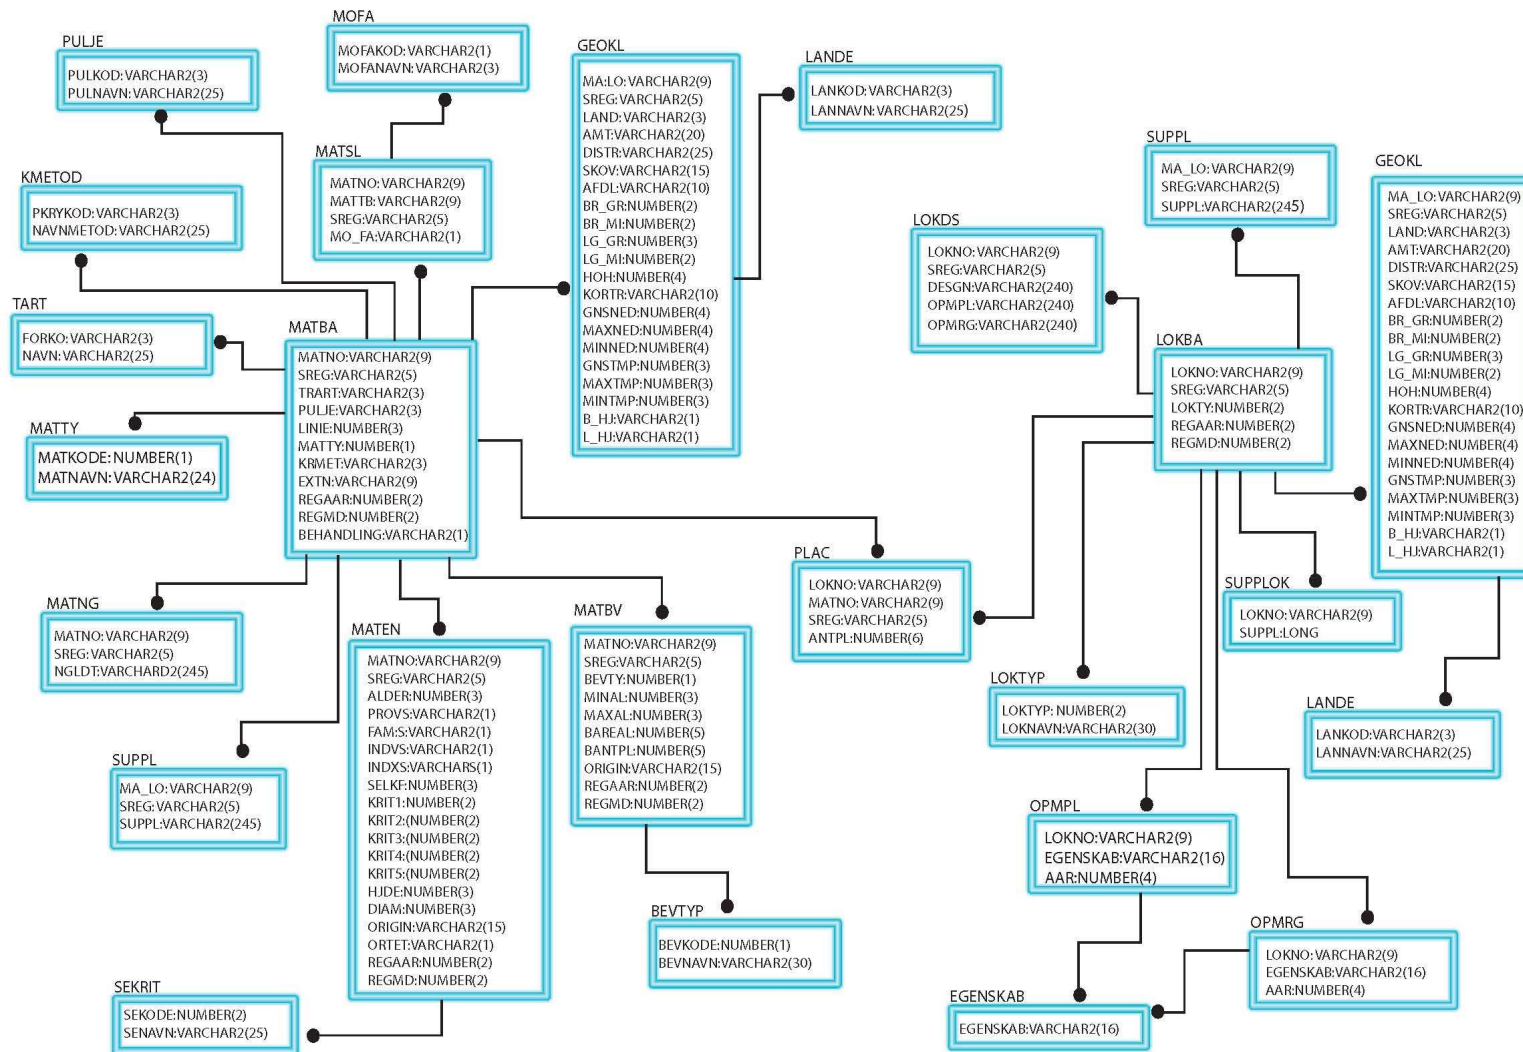 PULJE
PULKOD:VARCHAR2(3)
PULNAVN:VARCHAR2(25)
MOFA
MOFAKOD:VARCHAR2(1)
MOFANAVN:VARCHAR2(3)
KMETOD
PKRYKOD:VARCHAR2(3)
NAVNMETOD:VARCHAR2(25)
MATSL
MATNO:VARCHAR2(9)
MATTB:VARCHAR2(9)
SREG:VARCHAR2(5)
MO_FA:VARCHAR2(1)
GEOKL
MA:LO:VARCHAR2(9)
SREG:VARCHAR2(5)
LAND:VARCHAR2(3)
AMT:VARCHAR2(20)
DISTR:VARCHAR2(25)
SKOV:VARCHAR2(15)
AFDL:VARCHAR2(10)
BR_GR:NUMBER(2)
BR_MI:NUMBER(2)
LG_GR:NUMBER(3)
LG_MI:NUMBER(2)
HOH:NUMBER(4)
KORTR:VARCHAR2(10)
GNSNED:NUMBER(4)
MAXNED:NUMBER(4)
MINNED:NUMBER(4)
GNSTMP:NUMBER(3)
MAXTMP:NUMBER(3)
MINTMP:NUMBER(3)
B_HJ:VARCHAR2(1)
L_HJ:VARCHAR2(1)
LANDE
LANKOD:VARCHAR2(3)
LANNAVN:VARCHAR2(25)
TART
FORKO:VARCHAR2(3)
NAVN:VARCHAR2(25)
MATBA
MATNO:VARCHAR2(9)
SREG:VARCHAR2(5)
TRART:VARCHAR2(3)
PULJE:VARCHAR2(3)
LINIE:NUMBER(3)
MATTY:NUMBER(1)
KRMET:VARCHAR2(3)
EXTN:VARCHAR2(9)
REGAAR:NUMBER(2)
REGMD:NUMBER(2)
BEHANDLING:VARCHAR2(1)
MATTY
MATKODE:NUMBER(1)
MATNAVN:VARCHAR2(24)
MATNG
MATNO:VARCHAR2(9)
SREG:VARCHAR2(5)
NGLDT:VARCHARD2(245)
SUPPL
MA_LO:VARCHAR2(9)
SREG:VARCHAR2(5)
SUPPL:VARCHAR2(245)
MATEN
MATNO:VARCHAR2(9)
SREG:VARCHAR2(5)
ALDER:NUMBER(3)
PROVS:VARCHAR2(1)
FAM:S:VARCHAR2(1)
INDVS:VARCHAR2(1)
INDXS:VARCHARS(1)
SELKF:NUMBER(3)
KRIT1:NUMBER(2)
KRIT2:(NUMBER(2)
KRIT3:(NUMBER(2)
KRIT4:(NUMBER(2)
KRIT5:(NUMBER(2)
HJDE:NUMBER(3)
DIAM:NUMBER(3)
ORIGIN:VARCHAR2(15)
ORTET:VARCHAR2(1)
REGAAR:NUMBER(2)
REGMD:NUMBER(2)
SEKRIT
SEKODE:NUMBER(2)
SENAVN:VARCHAR2(25)
MATBV
MATNO:VARCHAR2(9)
SREG:VARCHAR2(5)
BEVTY:NUMBER(1)
MINAL:NUMBER(3)
MAXAL:NUMBER(3)
BAREAL:NUMBER(5)
BANTPL:NUMBER(5)
ORIGIN:VARCHAR2(15)
REGAAR:NUMBER(2)
REGMD:NUMBER(2)
BEVTYP
BEVKODE:NUMBER(1)
BEVNAVN:VARCHAR2(30)
PLAC
LOKNO:VARCHAR2(9)
MATNO:VARCHAR2(9)
SREG:VARCHAR2(5)
ANTPL:NUMBER(6)
LOKDS
LOKNO:VARCHAR2(9)
SREG:VARCHAR2(5)
DESGN:VARCHAR2(240)
OPMPL:VARCHAR2(240)
OPMRG:VARCHAR2(240)
SUPPL
MA_LO:VARCHAR2(9)
SREG:VARCHAR2(5)
SUPPL:VARCHAR2(245)
LOKBA
LOKNO:VARCHAR2(9)
SREG:VARCHAR2(5)
LOKTY:NUMBER(2)
REGAAR:NUMBER(2)
REGMD:NUMBER(2)
GEOKL
MA_LO:VARCHAR2(9)
SREG:VARCHAR2(5)
LAND:VARCHAR2(3)
AMT:VARCHAR2(20)
DISTR:VARCHAR2(25)
SKOV:VARCHAR2(15)
AFDL:VARCHAR2(10)
BR_GR:NUMBER(2)
BR_MI:NUMBER(2)
LG_GR:NUMBER(3)
LG_MI:NUMBER(2)
HOH:NUMBER(4)
KORTR:VARCHAR2(10)
GNSNED:NUMBER(4)
MAXNED:NUMBER(4)
MINNED:NUMBER(4)
GNSTMP:NUMBER(3)
MAXTMP:NUMBER(3)
MINTMP:NUMBER(3)
B_HJ:VARCHAR2(1)
L_HJ:VARCHAR2(1)
SUPPLOK
LOKNO:VARCHAR2(9)
SUPPL:LONG
LOKTYP
LOKTYP:NUMBER(2)
LOKNAVN:VARCHAR2(30)
LANDE
LANKOD:VARCHAR2(3)
LANNAVN:VARCHAR2(25)
OPMPL
LOKNO:VARCHAR2(9)
EGENSKAB:VARCHAR2(16)
AAR:NUMBER(4)
OPMRG
LOKNO:VARCHAR2(9)
EGENSKAB:VARCHAR2(16)
AAR:NUMBER(4)
EGENSKAB
EGENSKAB:VARCHAR2(16)